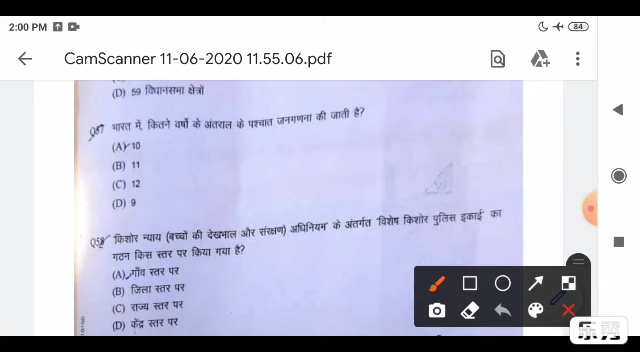 2:00 PM
84
CamScanner 11-06-2020 11.55.06.pdf
(D) 59 विधानसभा क्षेत्रों
Q57 भारत में, कितने वर्षो के अंतराल के पश्चात जनगणना की जाती है?
(A) 10
(B) 11
(C) 12
(D) 9
Q58 'किशोर न्याय (बच्चों की देखभाल और संरक्षण) अधिनियम' के अंतर्गत 'विशेष किशोर पुलिस इकाई' का
गठन किस स्तर पर किया गया है?
(A) गाँव स्तर पर
(B) जिला स्तर पर
(C) राज्य स्तर पर
(D) केंद्र स्तर पर